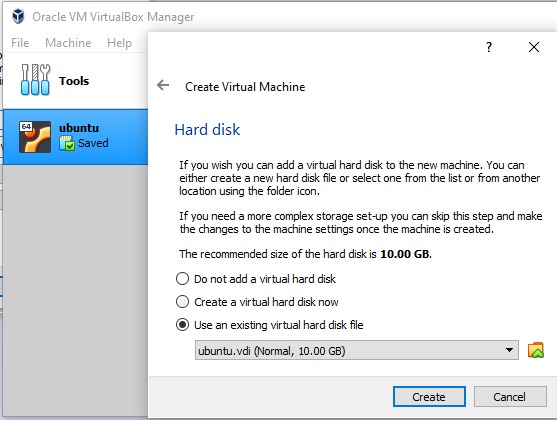 Oracle VM VirtualBox Manager
File Machine Help
Tools
64
ubuntu
Saved
?
Create Virtual Machine
Hard disk
If you wish you can add a virtual hard disk to the new machine. You can
either create a new hard disk file or select one from the list or from another
location using the folder icon.
If you need a more complex storage set-up you can skip this step and make
the changes to the machine settings once the machine is created.
The recommended size of the hard disk is 10.00 GB.
Do not add a virtual hard disk
Create a virtual hard disk now
Use an existing virtual hard disk file
ubuntu.vdi (Normal, 10.00 GB)
Create Cancel